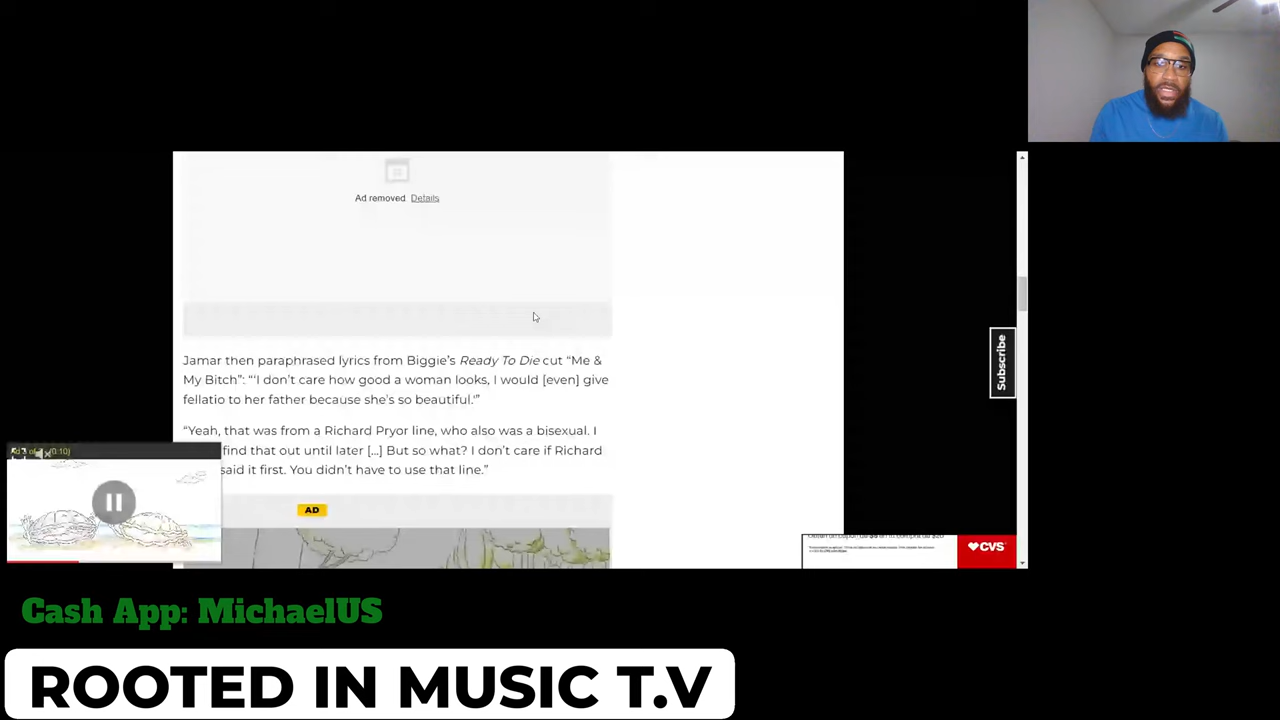 Ad removed Details
Jamar then paraphrased lyrics from Biggie's Ready To Die cut “Me &
My Bitch”: “‘I don't care how good a woman looks, I would [even] give
fellatio to her father because she's so beautiful.’”
“Yeah, that was from a Richard Pryor line, who also was a bisexual. I
find that out until later [...] But so what? I don't care if Richard
said it first. You didn't have to use that line.”
(0:10)
AD
Subscribe
CVS
Cash App: MichaelUS
ROOTED IN MUSIC T.V